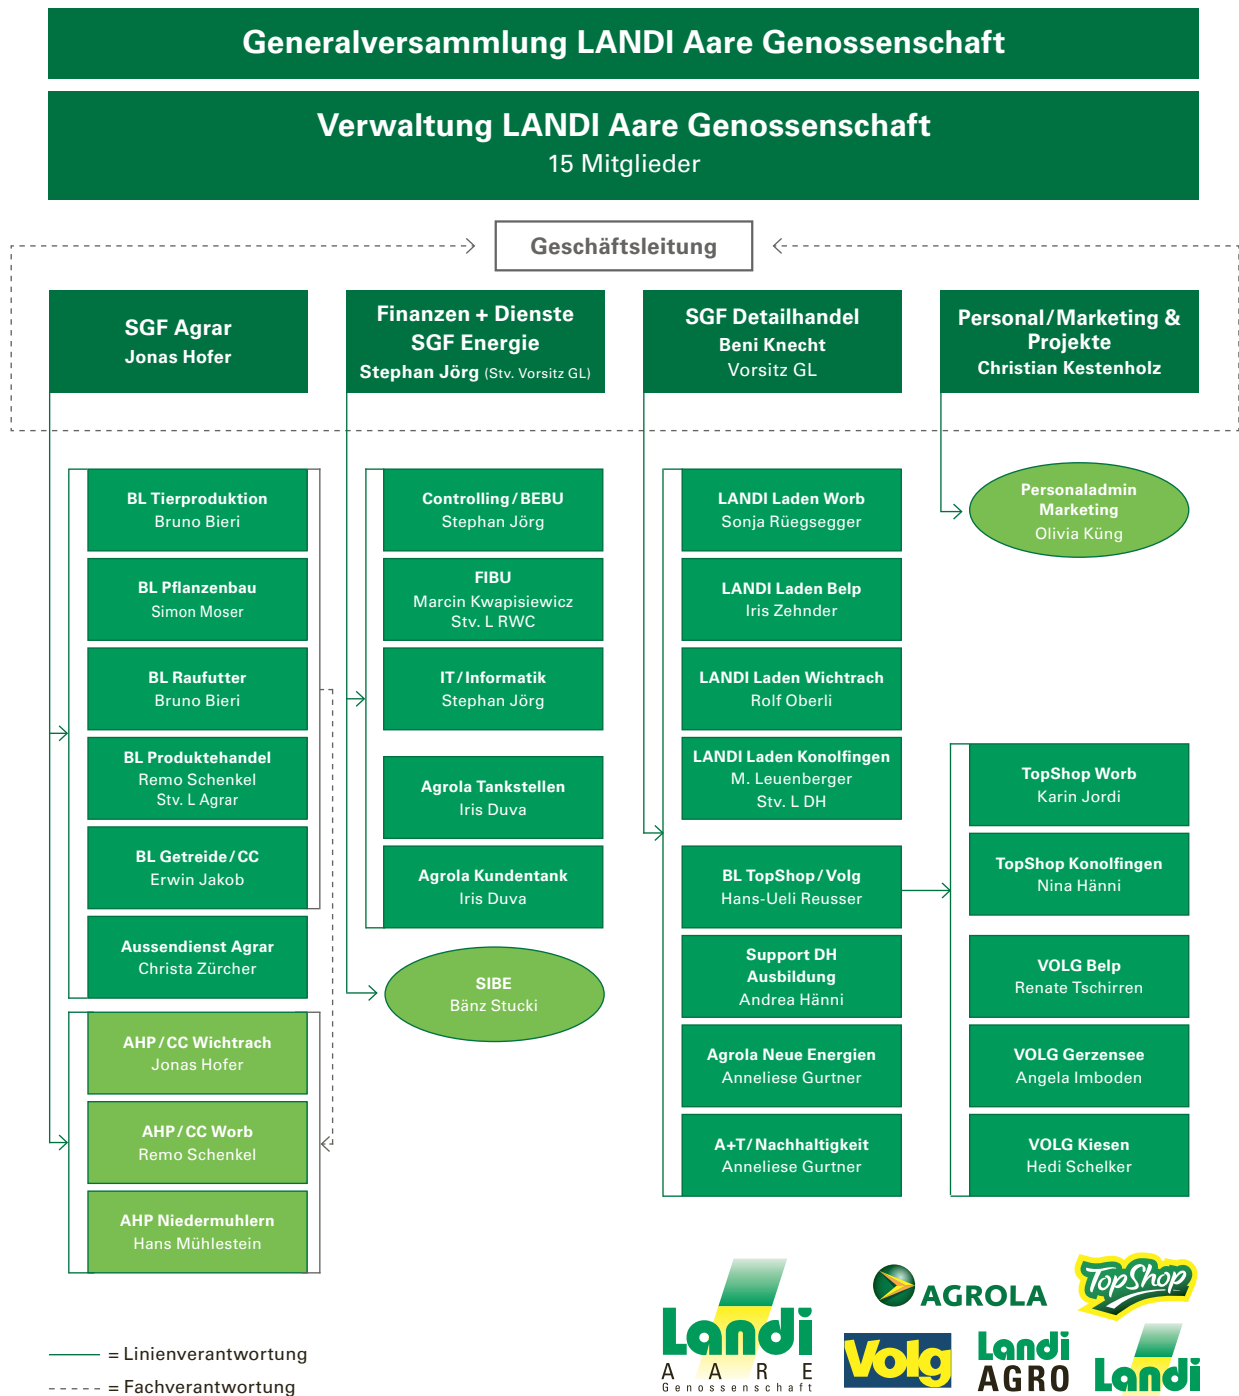 Generalversammlung LANDI Aare Genossenschaft
Verwaltung LANDI Aare Genossenschaft
15 Mitglieder
Geschäftsleitung
SGF Agrar
Jonas Hofer
Finanzen + Dienste
SGF Energie
Stephan Jörg (Stv. Vorsitz GL)
SGF Detailhandel
Beni Knecht
Vorsitz GL
Personal/Marketing &
Projekte
Christian Kestenholz
BL Tierproduktion
Bruno Bieri
BL Pflanzenbau
Simon Moser
BL Raufutter
Bruno Bieri
BL Produktehandel
Remo Schenkel
Stv. L Agrar
BL Getreide/CC
Erwin Jakob
Aussendienst Agrar
Christa Zürcher
AHP/CC Wichtrach
Jonas Hofer
AHP/CC Worb
Remo Schenkel
AHP Niedermuhlern
Hans Mühlestein
Controlling/BEBU
Stephan Jörg
FIBU
Marcin Kwapisiewicz
Stv. L RWC
IT/Informatik
Stephan Jörg
Agrola Tankstellen
Iris Duva
Agrola Kundentank
Iris Duva
SIBE
Bänz Stucki
LANDI Laden Worb
Sonja Rüegsegger
LANDI Laden Belp
Iris Zehnder
LANDI Laden Wichtrach
Rolf Oberli
LANDI Laden Konolfingen
M. Leuenberger
Stv. L DH
BL TopShop/Volg
Hans-Ueli Reusser
Support DH
Ausbildung
Andrea Hänni
Agrola Neue Energien
Anneliese Gurtner
A+T/Nachhaltigkeit
Anneliese Gurtner
Personaladmin
Marketing
Olivia Küng
TopShop Worb
Karin Jordi
TopShop Konolfingen
Nina Hänni
VOLG Belp
Renate Tschirren
VOLG Gerzensee
Angela Imboden
VOLG Kiesen
Hedi Schelker
= Linienverantwortung
= Fachverantwortung
Landi
AARE
Genossenschaft
AGROLA
TopShop
Volg
Landi
AGRO
Landi